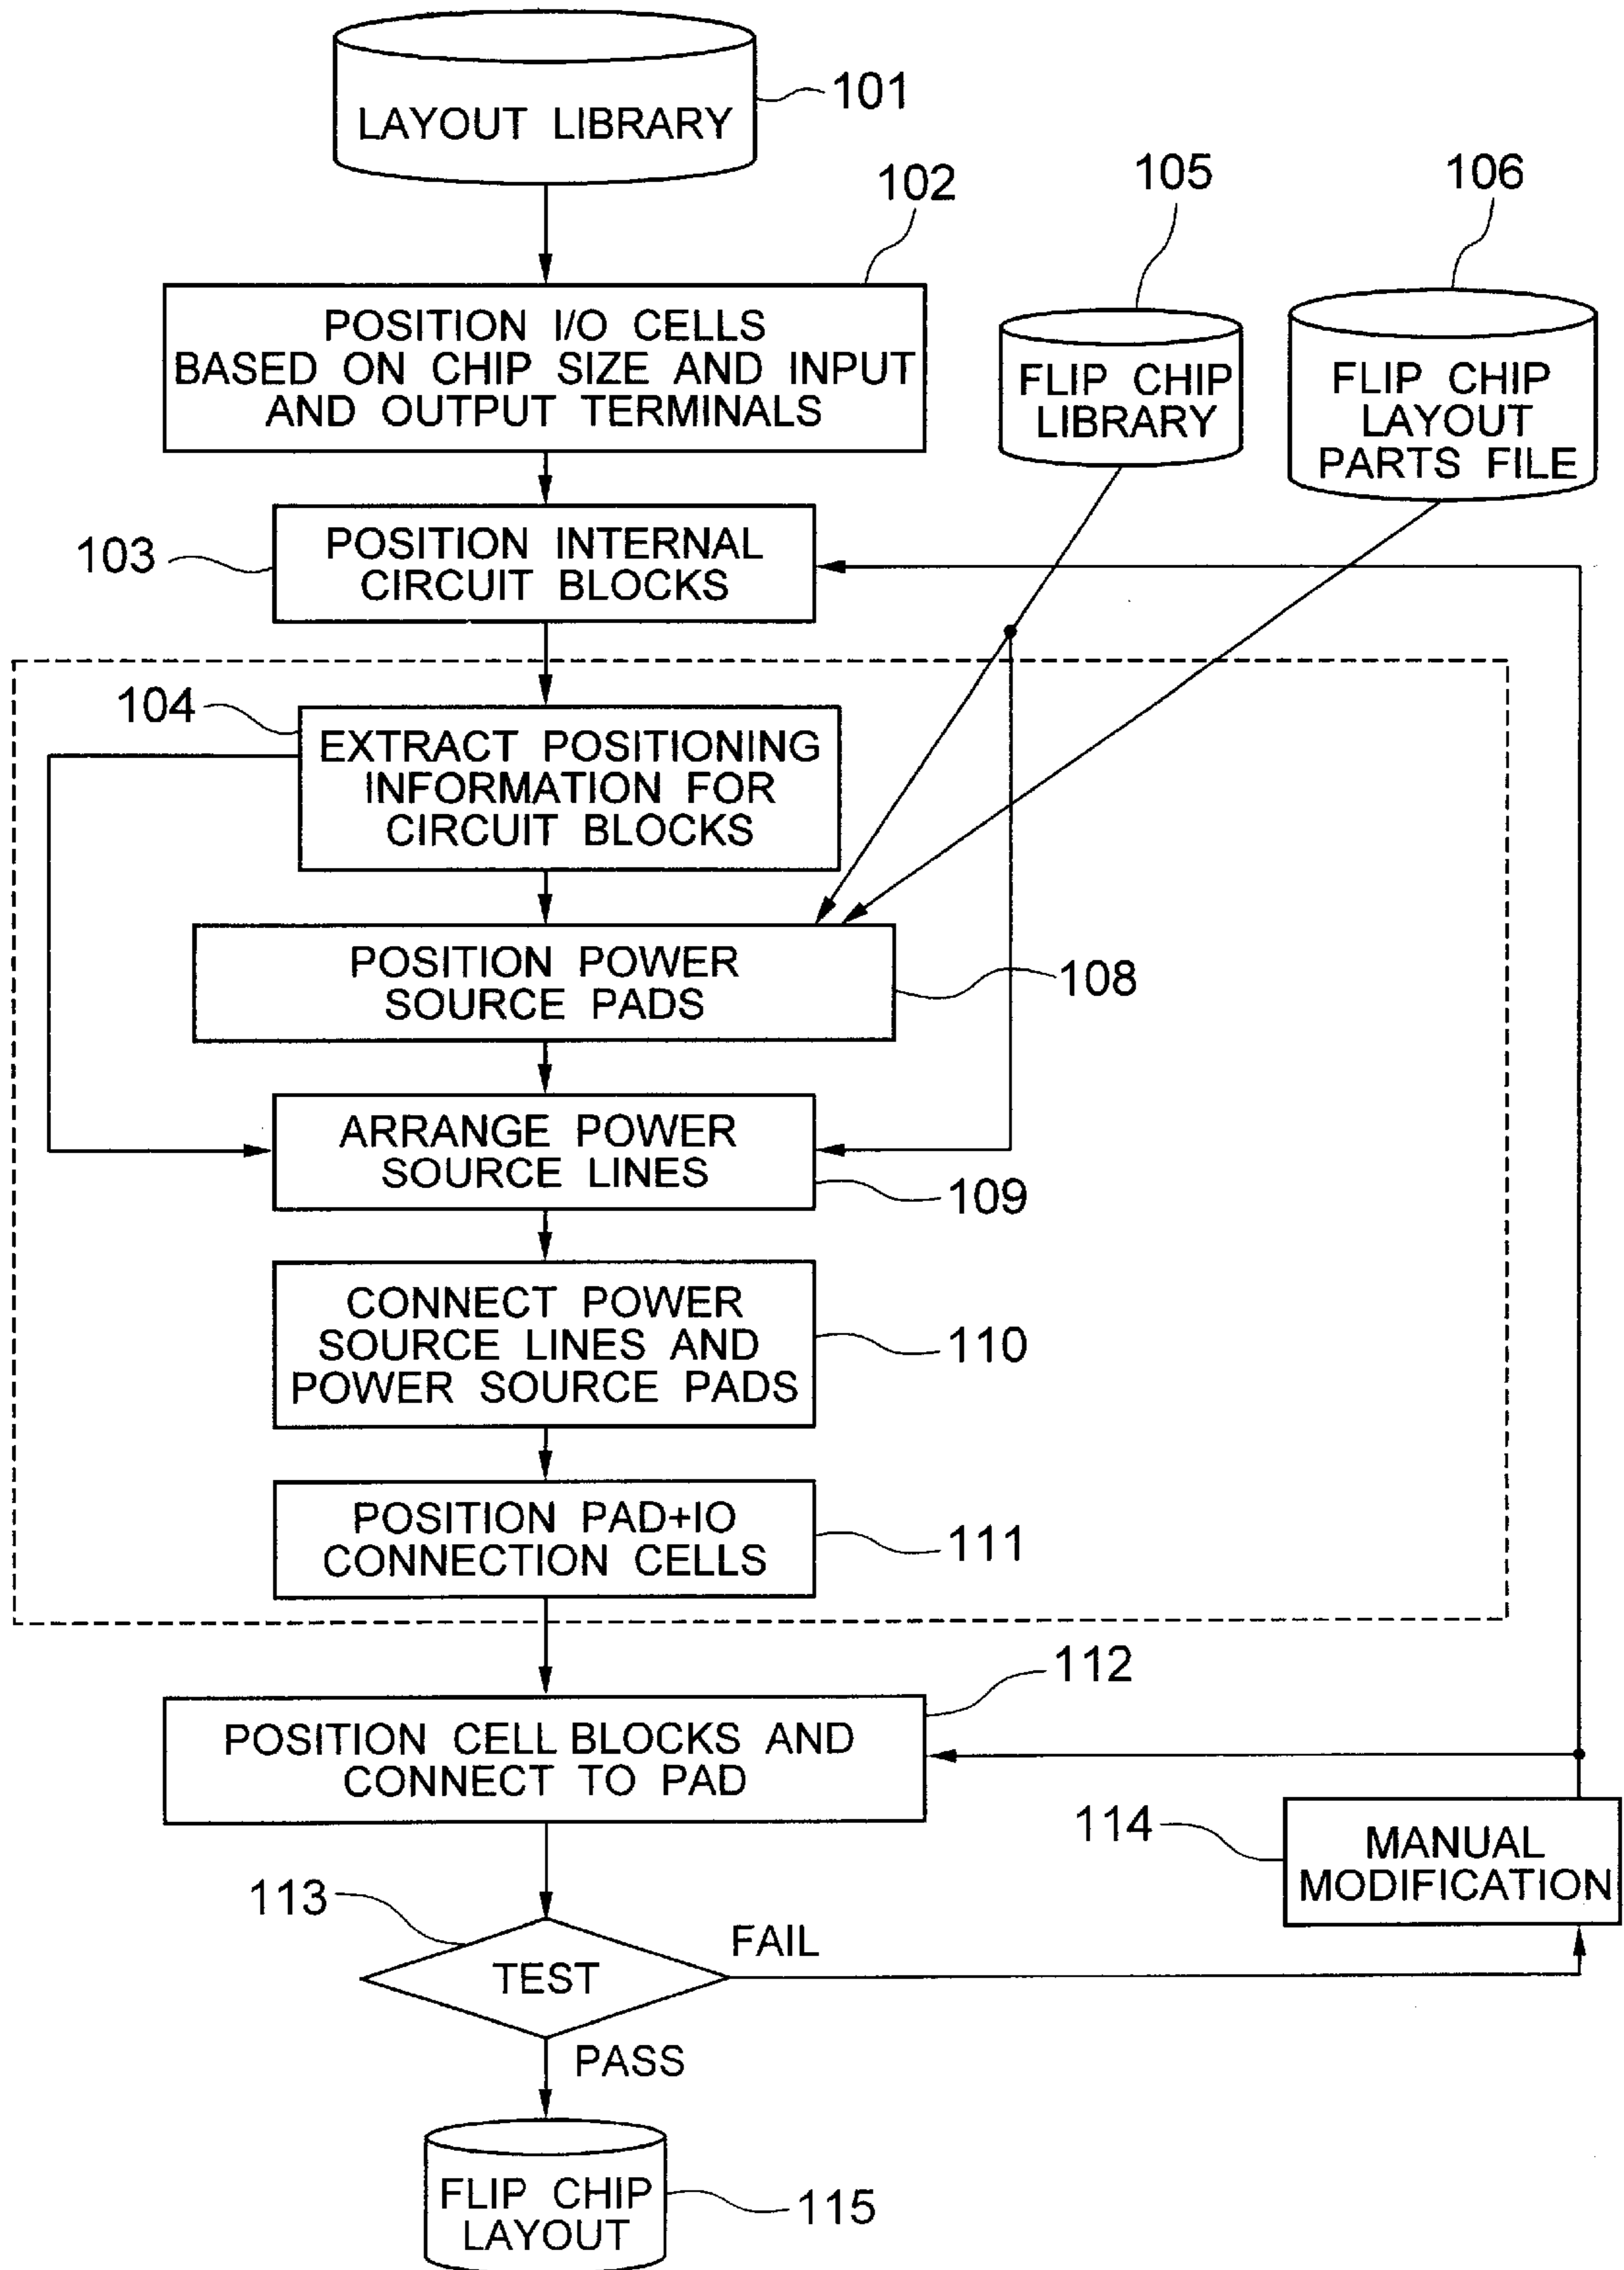 LAYOUT LIBRARY
101
102
105
106
POSITION I/O CELLS
BASED ON CHIP SIZE AND INPUT
AND OUTPUT TERMINALS
FLIP CHIP
LIBRARY
FLIP CHIP
LAYOUT
PARTS FILE
103
POSITION INTERNAL
CIRCUIT BLOCKS
104
EXTRACT POSITIONING
INFORMATION FOR
CIRCUIT BLOCKS
POSITION POWER
SOURCE PADS
108
ARRANGE POWER
SOURCE LINES
109
CONNECT POWER
SOURCE LINES AND
POWER SOURCE PADS
110
POSITION PAD+IO
CONNECTION CELLS
111
112
POSITION CELL BLOCKS AND
CONNECT TO PAD
114
MANUAL
MODIFICATION
113
TEST
FAIL
PASS
FLIP CHIP
LAYOUT
115